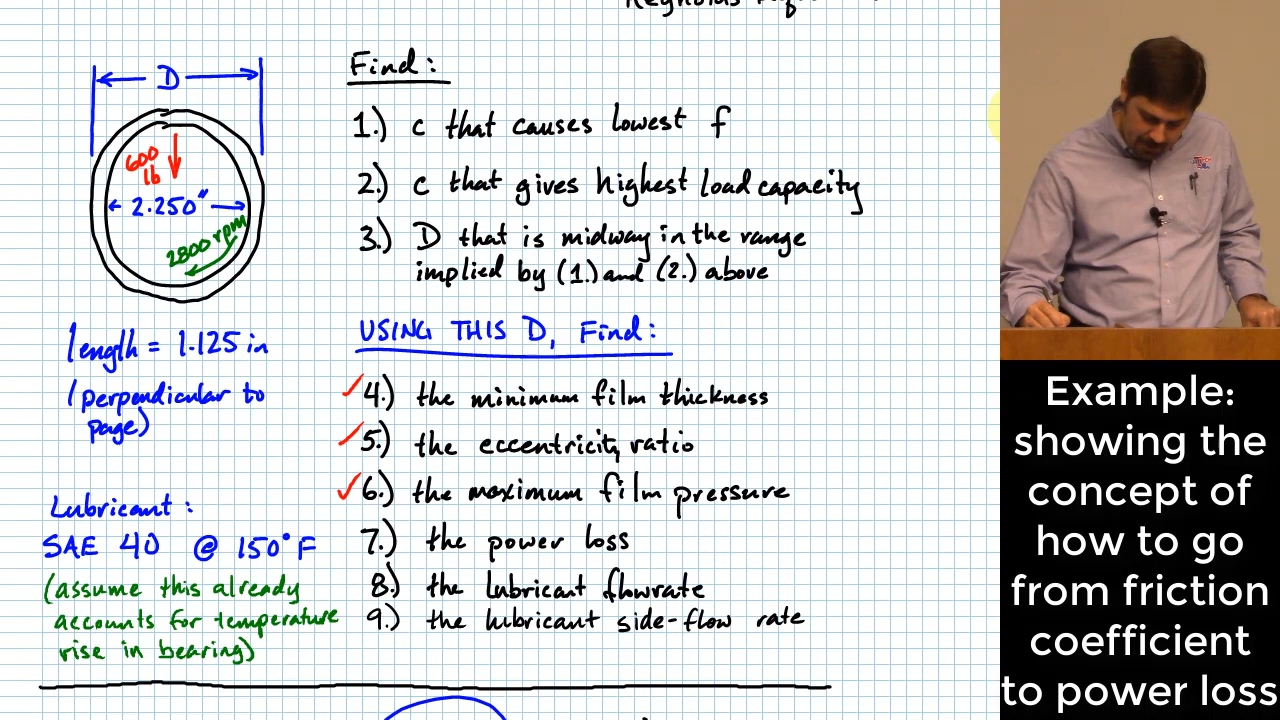 Find:
1.) c that causes lowest f
2.) c that gives highest load capacity
3.) D that is midway in the range
implied by (1.) and (2.) above
USING THIS D, Find:
✓4.) the minimum film thickness
✓5.) the eccentricity ratio
✓6.) the maximum film pressure
7.) the power loss
8.) the lubricant flowrate
9.) the lubricant side-flow rate
D
600
lb
2.250"
2800 rpm
length = 1.125 in
(perpendicular to
page)
Lubricant:
SAE 40 @ 150°F
(assume this already
accounts for temperature
rise in bearing)
Example:
showing the
concept of
how to go
from friction
coefficient
to power loss